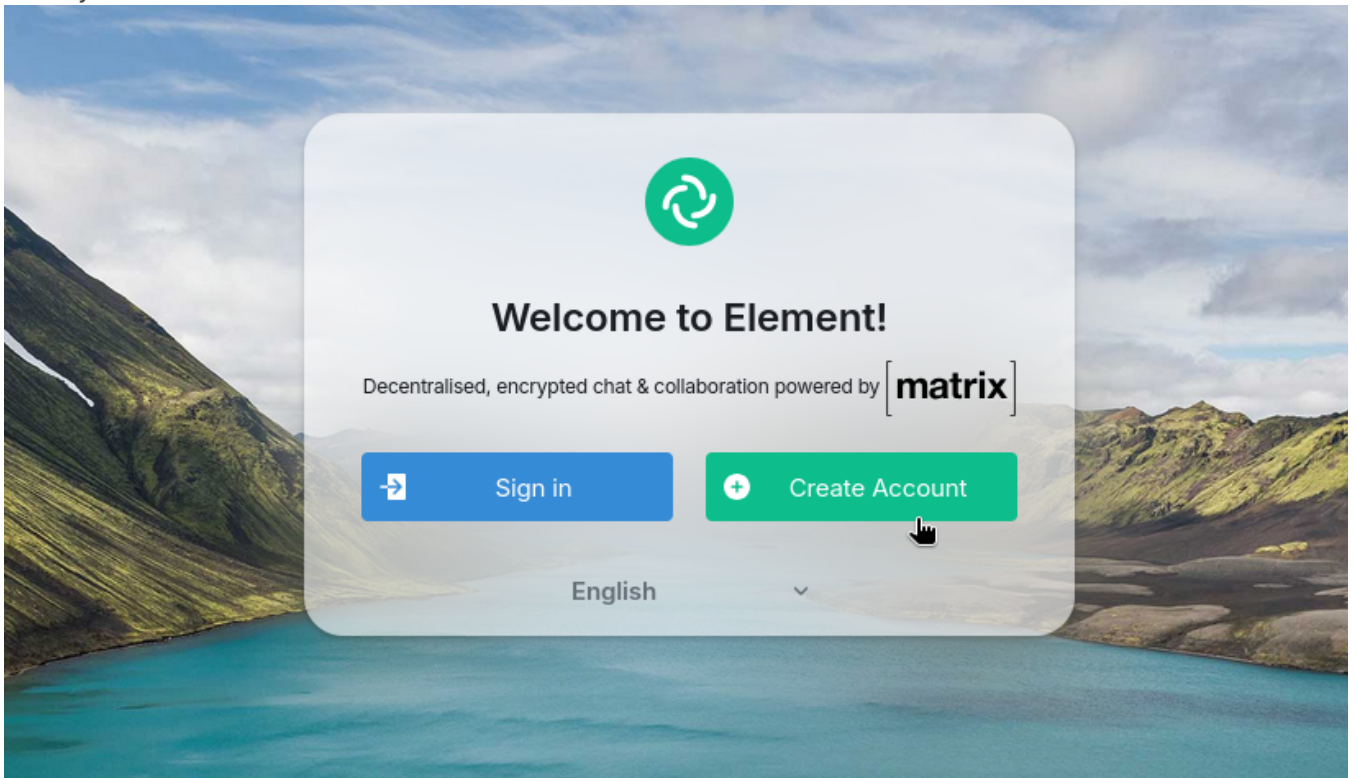 Welcome to Element!
Decentralised, encrypted chat & collaboration powered by [matrix]
Sign in
Create Account
English